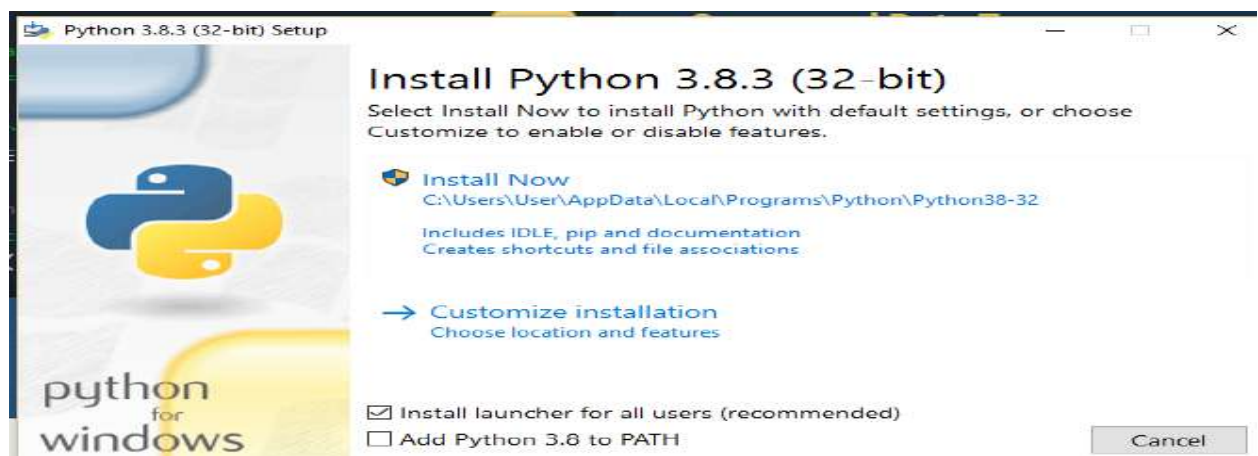 Python 3.8.3 (32-bit) Setup
Install Python 3.8.3 (32-bit)
Select Install Now to install Python with default settings, or choose
Customize to enable or disable features.
Install Now
C:\Users\User\AppData\Local\Programs\Python\Python38-32
Includes IDLE, pip and documentation
Creates shortcuts and file associations
Customize installation
Choose location and features
python
for
windows
Install launcher for all users (recommended)
Add Python 3.8 to PATH
Cancel